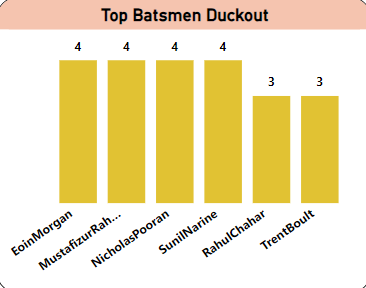 Top Batsmen Duckout
4 4 4 4 3 3
EoinMorgan
MustafizurRah...
NicholasPooran
SunilNarine
RahulChahar
TrentBoult